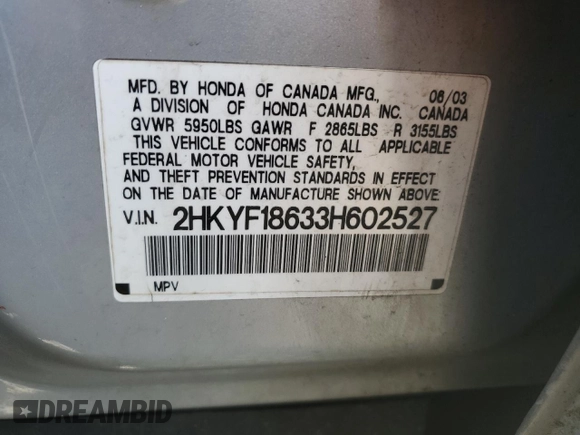 MFD. BY HONDA OF CANADA MFG., 06/03
A DIVISION OF HONDA CANADA INC. CANADA
GVWR 5950LBS GAWR F 2865LBS R 3155LBS
THIS VEHICLE CONFORMS TO ALL APPLICABLE
FEDERAL MOTOR VEHICLE SAFETY,
AND THEFT PREVENTION STANDARDS IN EFFECT
ON THE DATE OF MANUFACTURE SHOWN ABOVE
V.I.N. 2HKYF18633H602527
MPV
DREAMBID